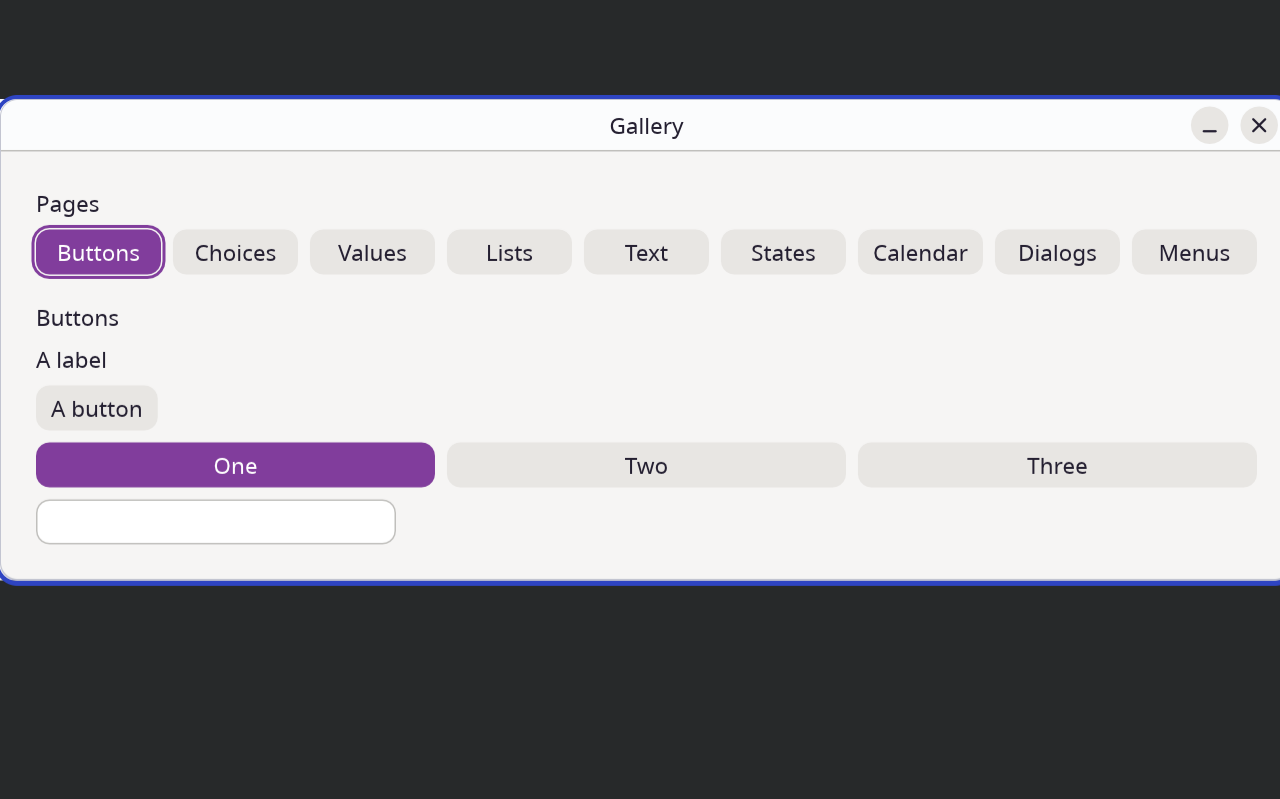 Gallery
Pages
Buttons Choices Values Lists Text States Calendar Dialogs Menus
Buttons
A label
A button
One Two Three